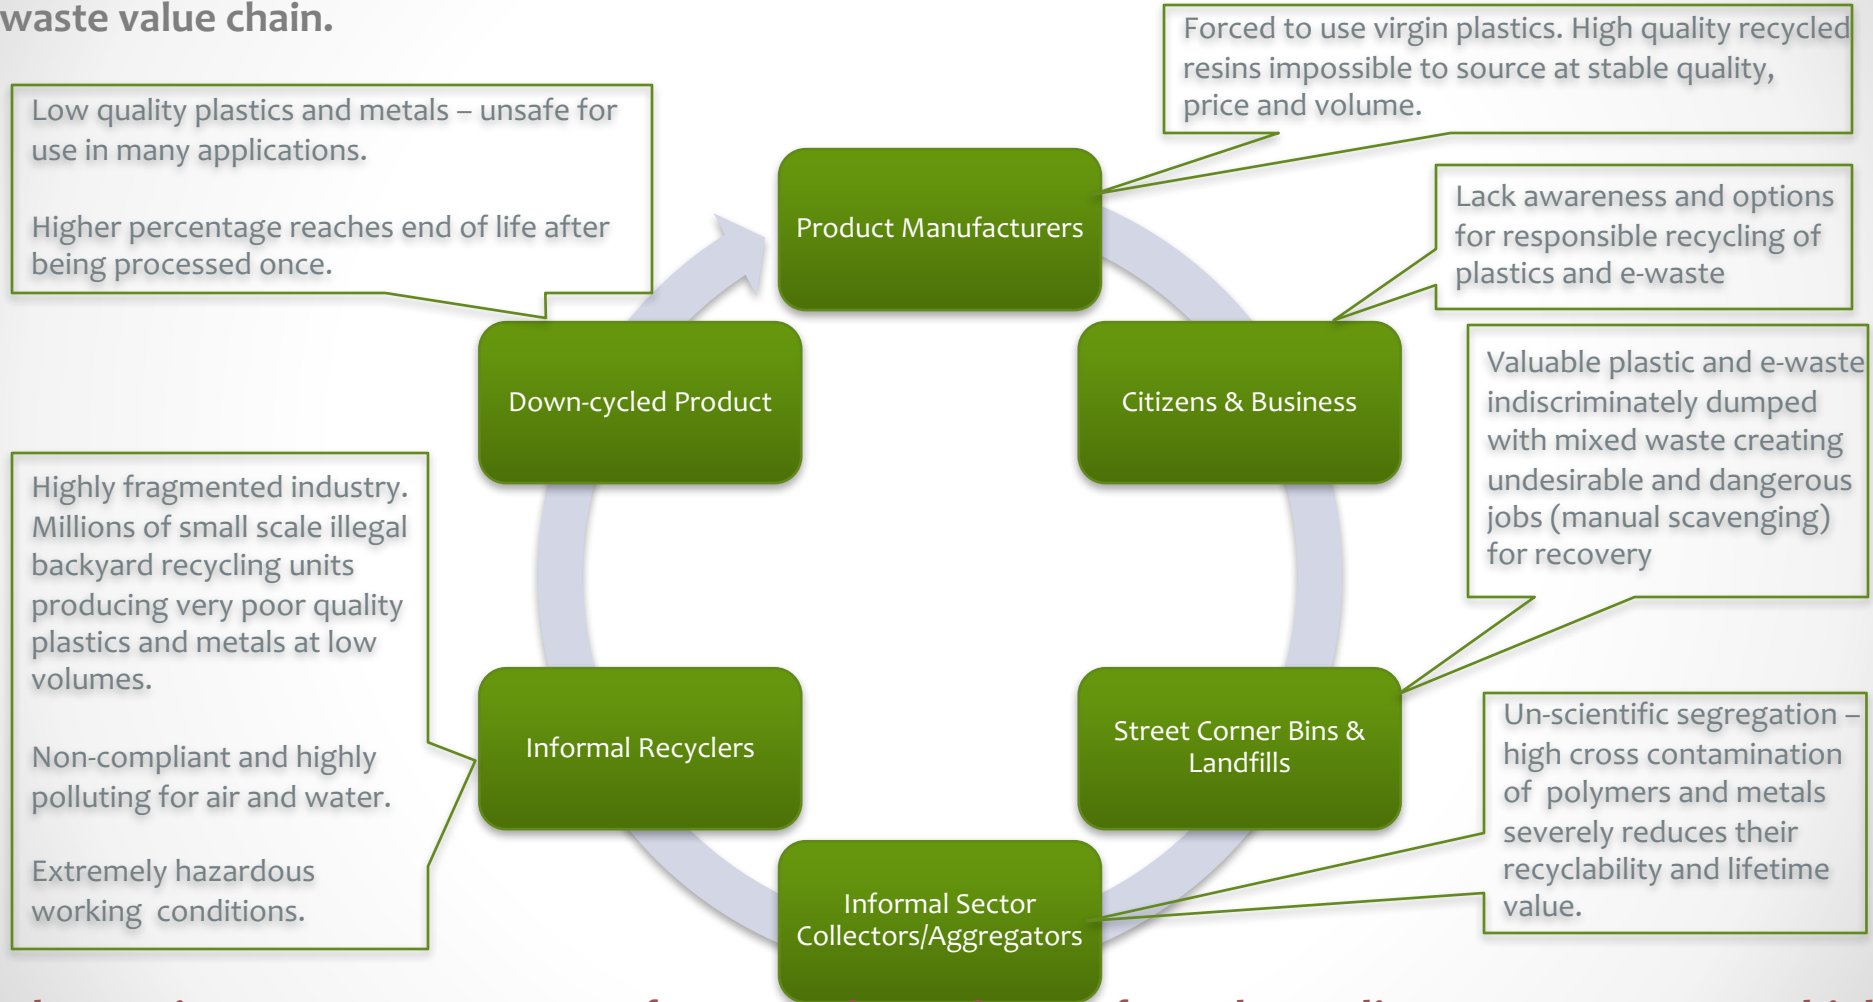 waste value chain.
Forced to use virgin plastics. High quality recycled
resins impossible to source at stable quality,
price and volume.
Low quality plastics and metals – unsafe for
use in many applications.
Higher percentage reaches end of life after
being processed once.
Product Manufacturers
Lack awareness and options
for responsible recycling of
plastics and e-waste
Down-cycled Product
Citizens & Business
Valuable plastic and e-waste
indiscriminately dumped
with mixed waste creating
undesirable and dangerous
jobs (manual scavenging)
for recovery
Highly fragmented industry.
Millions of small scale illegal
backyard recycling units
producing very poor quality
plastics and metals at low
volumes.
Non-compliant and highly
polluting for air and water.
Extremely hazardous
working conditions.
Informal Recyclers
Street Corner Bins &
Landfills
Un-scientific segregation –
high cross contamination
of polymers and metals
severely reduces their
recyclability and lifetime
value.
Informal Sector
Collectors/Aggregators